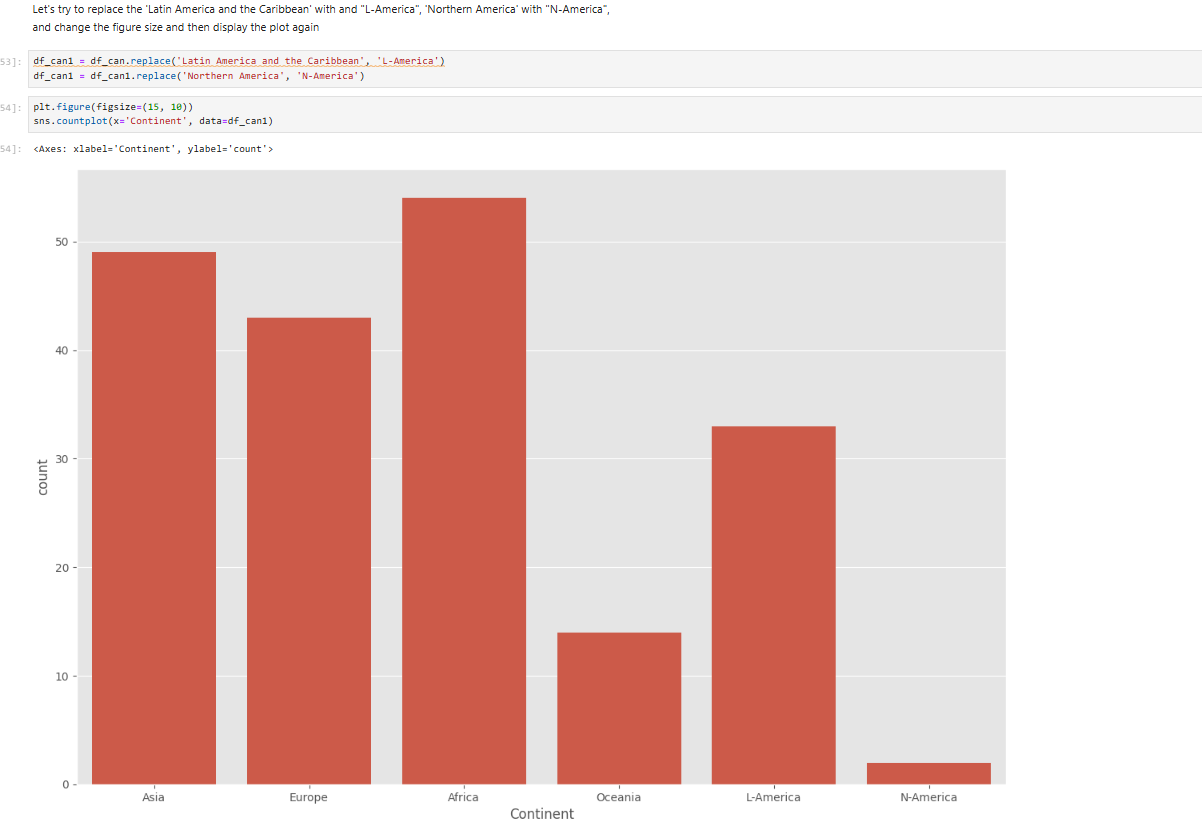 Let's try to replace the 'Latin America and the Caribbean' with and "L-America", 'Northern America' with "N-America",
and change the figure size and then display the plot again
53]:
df_can1 = df_can.replace('Latin America and the Caribbean', 'L-America')
df_can1 = df_can1.replace('Northern America', 'N-America')
54]:
plt.figure(figsize=(15, 10))
sns.countplot(x='Continent', data=df_can1)
54]:
<Axes: xlabel='Continent', ylabel='count'>
50
40
30
20
10
0
count
Asia Europe Africa Oceania L-America N-America
Continent